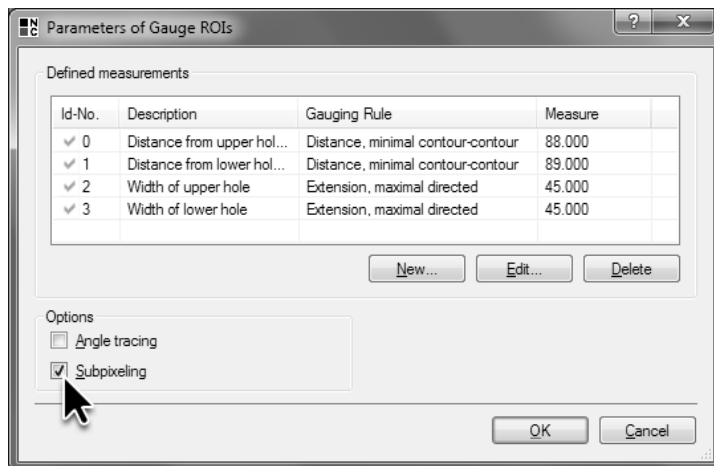 NC Parameters of Gauge ROIs
Defined measurements
Id-No. Description Gauging Rule Measure
0 Distance from upper hol... Distance, minimal contour-contour 88.000
1 Distance from lower hol... Distance, minimal contour-contour 89.000
2 Width of upper hole Extension, maximal directed 45.000
3 Width of lower hole Extension, maximal directed 45.000
New... Edit... Delete
Options
Angle tracing
Subpixeling
OK Cancel